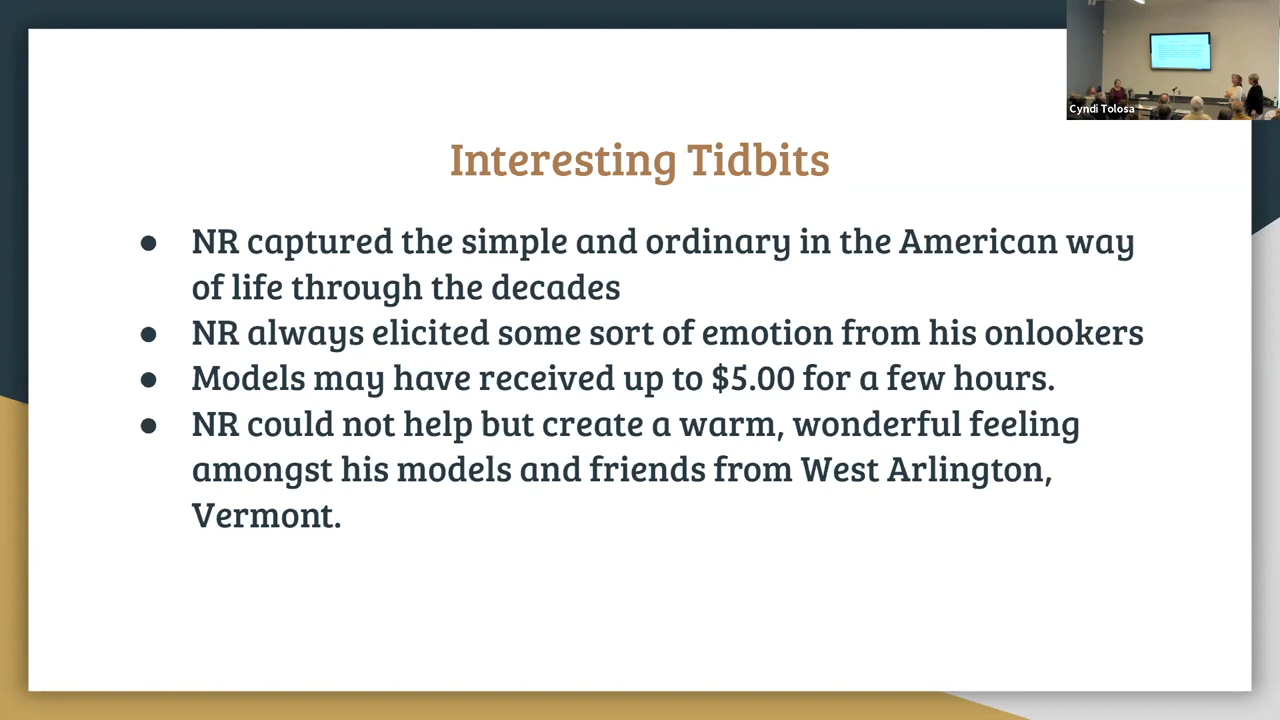 Cyndi Tolosa
Interesting Tidbits
● NR captured the simple and ordinary in the American way
of life through the decades
● NR always elicited some sort of emotion from his onlookers
● Models may have received up to $5.00 for a few hours.
● NR could not help but create a warm, wonderful feeling
amongst his models and friends from West Arlington,
Vermont.